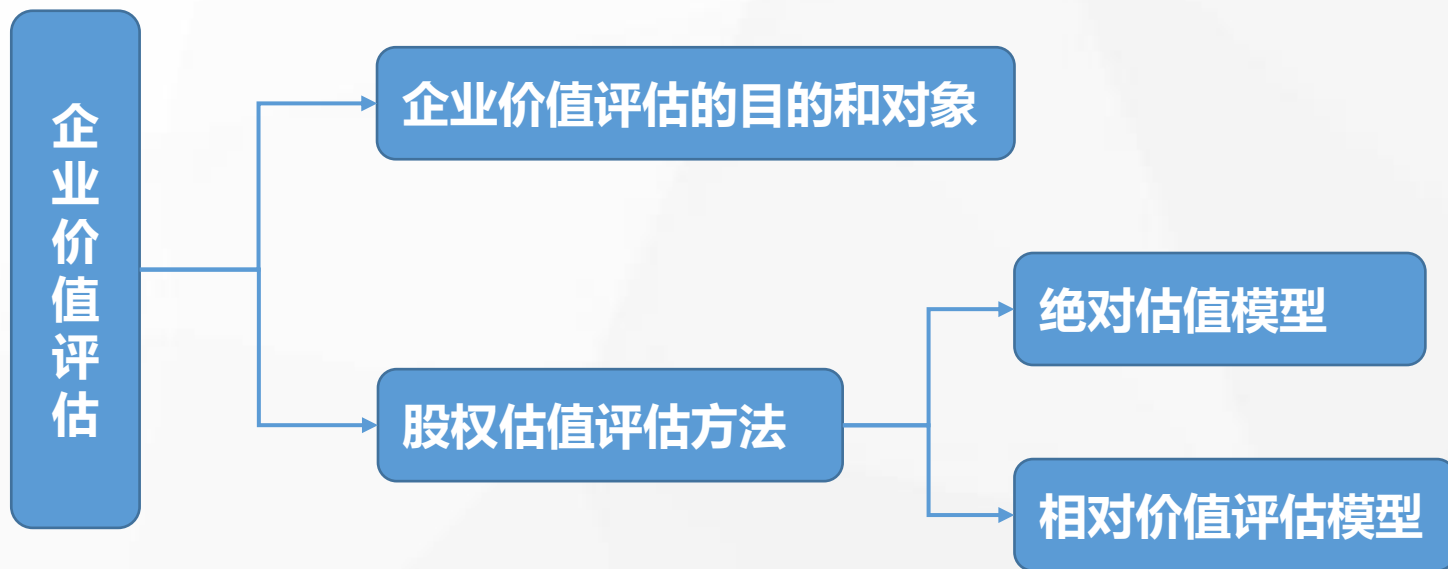 企业价值评估
企业价值评估的目的和对象
股权估值评估方法
绝对估值模型
相对价值评估模型